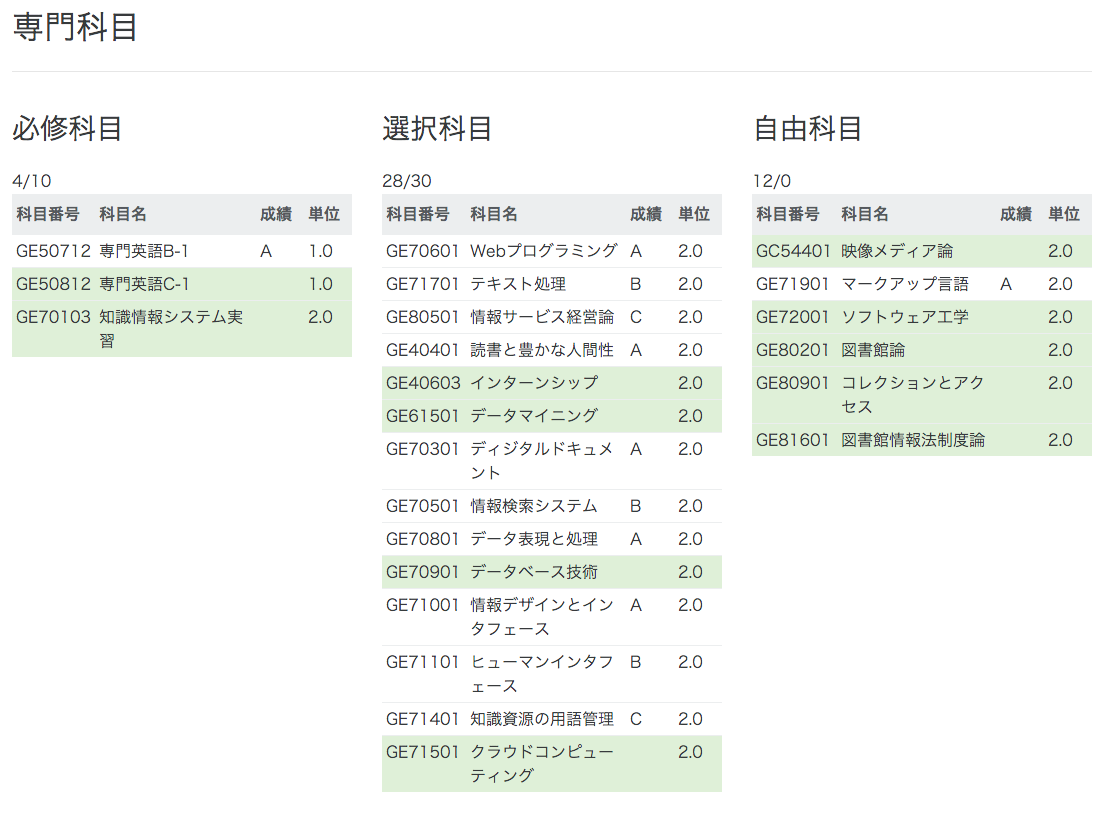 専門科目
必修科目
4/10
科目番号 科目名 成績 単位
GE50712 専門英語B-1 A 1.0
GE50812 専門英語C-1 1.0
GE70103 知識情報システム実 2.0
習
選択科目
28/30
科目番号 科目名 成績 単位
GE70601 Webプログラミング A 2.0
GE71701 テキスト処理 B 2.0
GE80501 情報サービス経営論 C 2.0
GE40401 読書と豊かな人間性 A 2.0
GE40603 インターンシップ 2.0
GE61501 データマイニング 2.0
GE70301 ディジタルドキュメ A 2.0
ント
GE70501 情報検索システム B 2.0
GE70801 データ表現と処理 A 2.0
GE70901 データベース技術 2.0
GE71001 情報デザインとイン A 2.0
タフェース
GE71101 ヒューマンインタフ B 2.0
ェース
GE71401 知識資源の用語管理 C 2.0
GE71501 クラウドコンピュー 2.0
ティング
自由科目
12/0
科目番号 科目名 成績 単位
GC54401 映像メディア論 2.0
GE71901 マークアップ言語 A 2.0
GE72001 ソフトウェア工学 2.0
GE80201 図書館論 2.0
GE80901 コレクションとアク 2.0
セス
GE81601 図書館情報法制度論 2.0